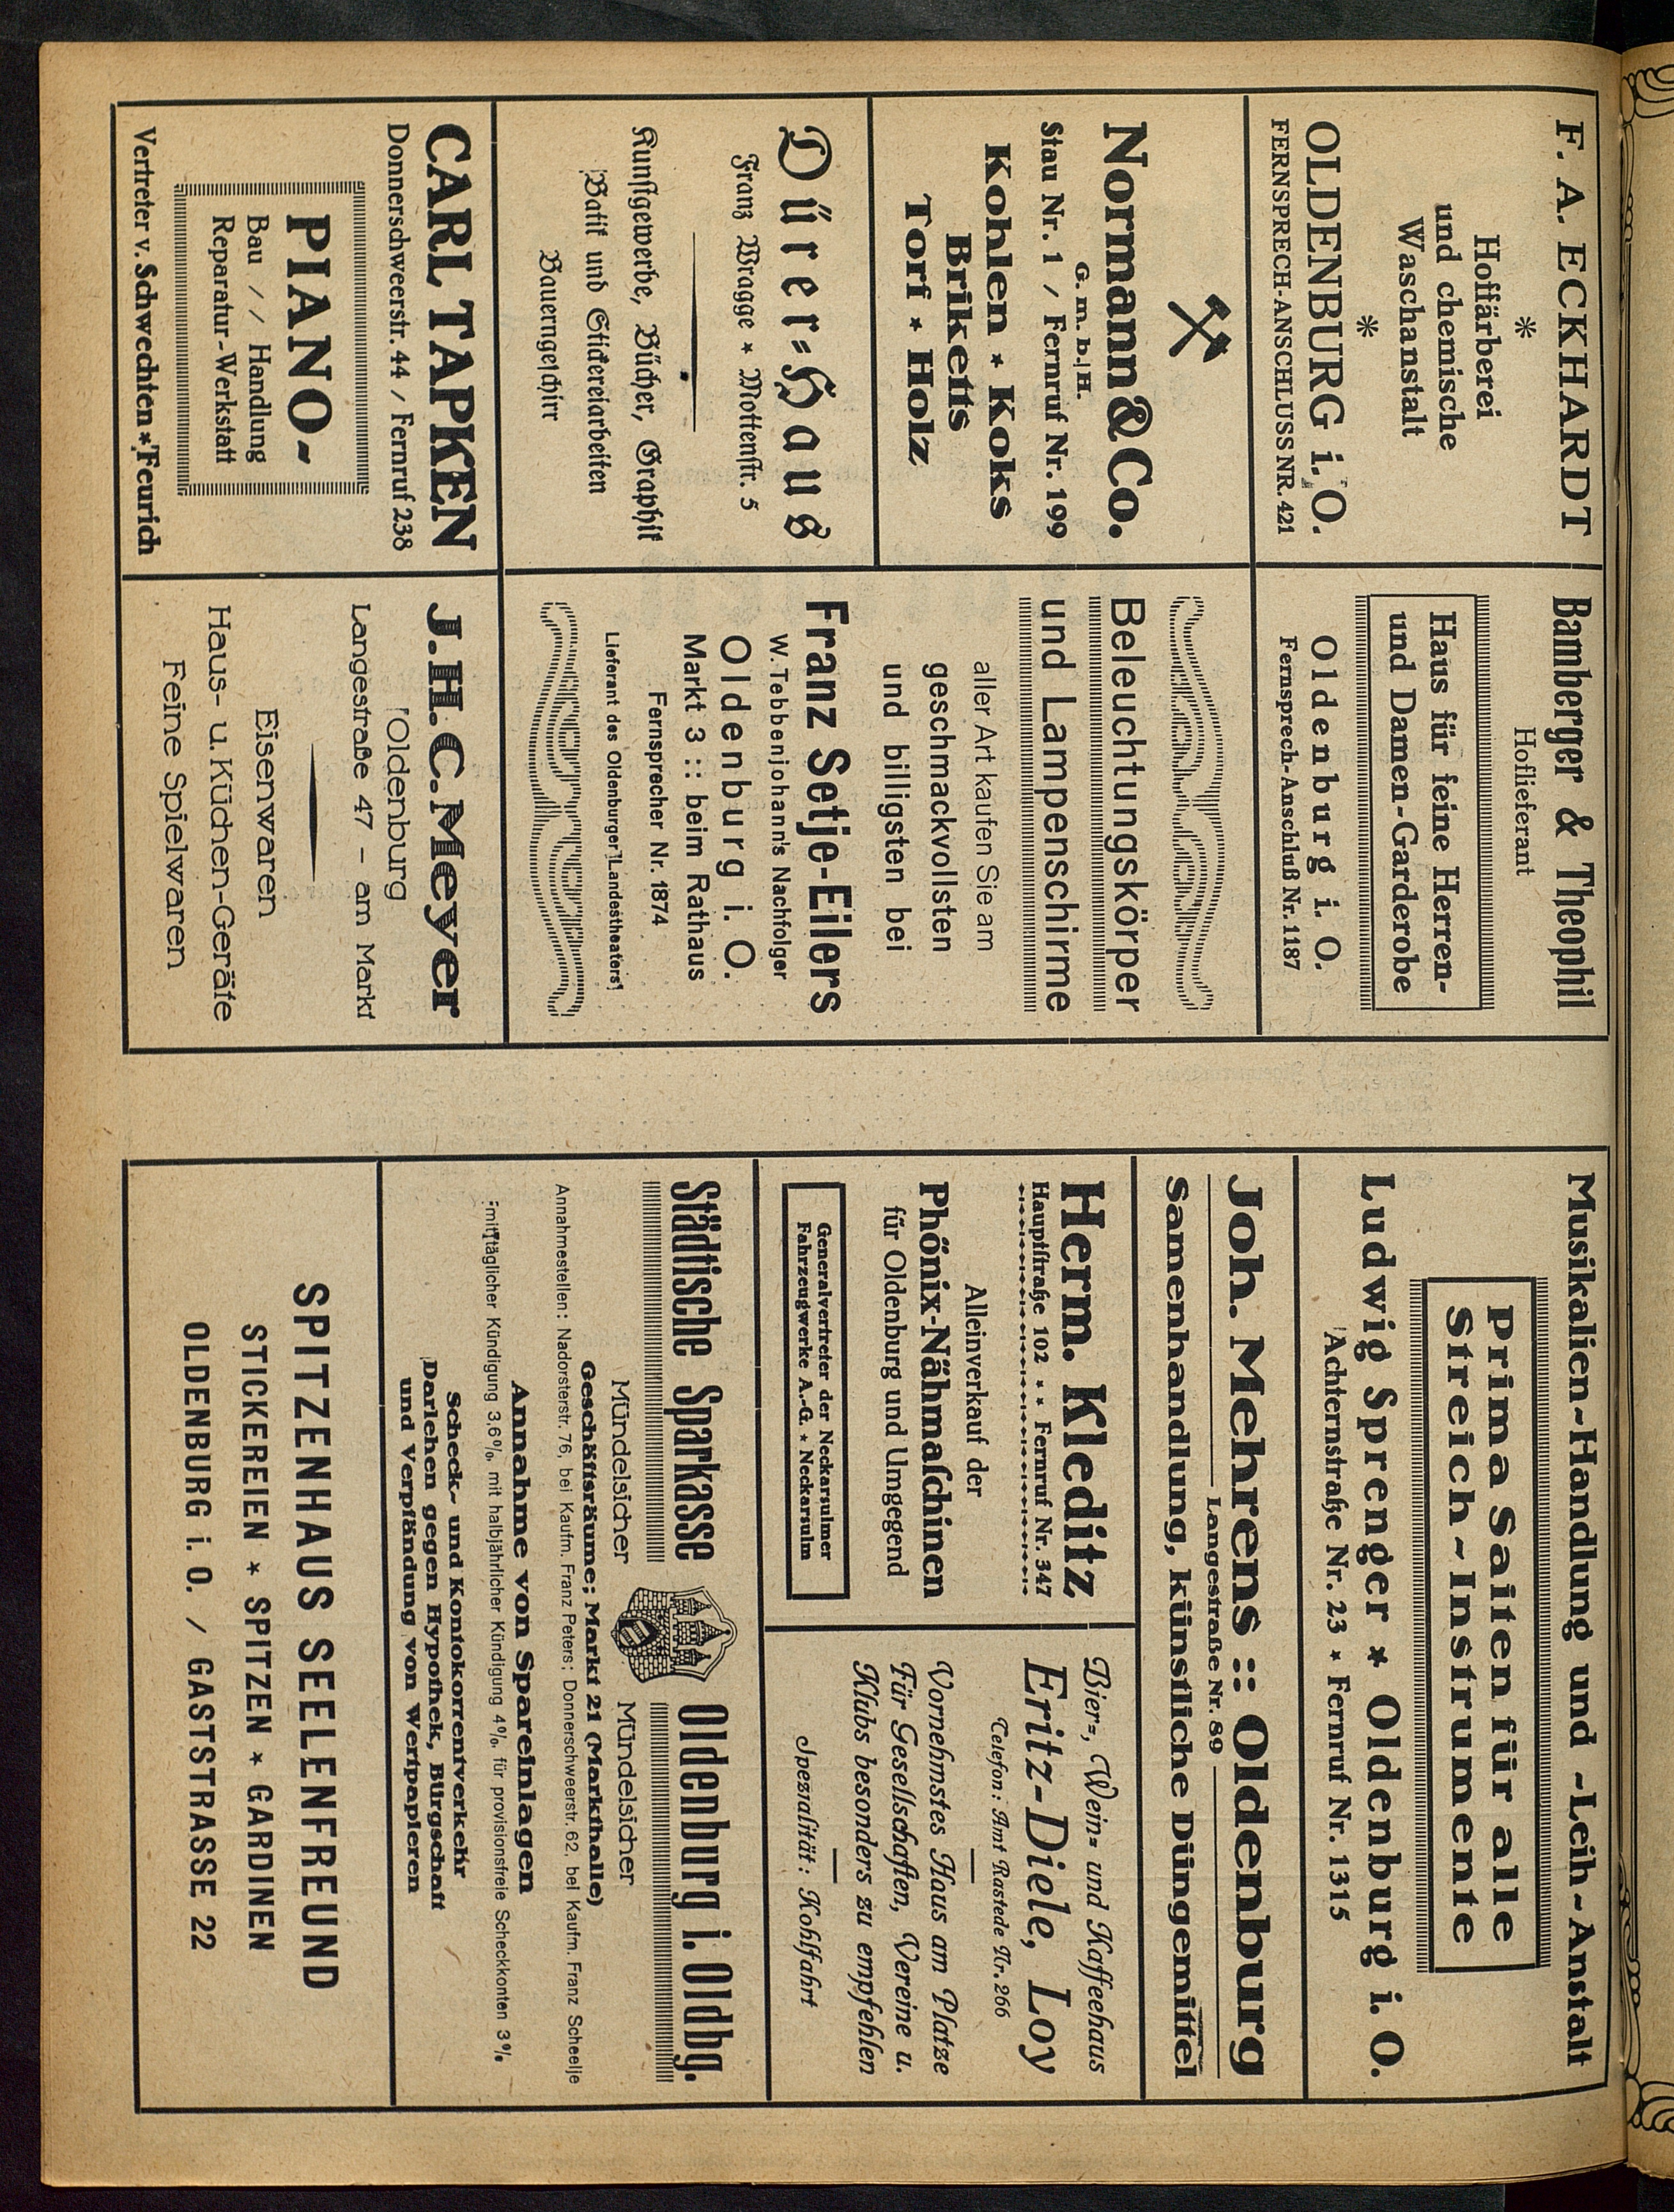 F. A. ECKHARDT
*
Hoffärberei
und chemische
Waschanstalt
*
OLDENBURG i. O.
FERNSPRECH-ANSCHLUSS NR. 421
Normann & Co.
G. m. b. H.
Stau Nr. 1 / Fernruf Nr. 199
Kohlen * Koks
Briketts
Torf * Holz
Dürer=Haus
Franz Wragge * Mottenstr. 5
Kunstgewerbe, Bücher, Graphik
Batik und Stickereiarbeiten
Bauerngeschirr
CARL TAPKEN
Donnerschweerstr. 44 / Fernruf 238
PIANO-
Bau / / Handlung
Reparatur-Werkstatt
Vertreter v. Schwechten * Feurich
Bamberger & Theophil
Hoflieferant
Haus für feine Herren-
und Damen-Garderobe
Oldenburg i. O.
Fernsprech-Anschluß Nr. 1187
Beleuchtungskörper
und Lampenschirme
aller Art kaufen Sie am
geschmackvollsten
und billigsten bei
Franz Setje-Eilers
W. Tebbenjohann's Nachfolger
Oldenburg i. O.
Markt 3 :: beim Rathaus
Fernsprecher Nr. 1874
Lieferant des Oldenburger Landestheaters
J. H. C. Meyer
Oldenburg
Langestraße 47 - am Markt
Eisenwaren
Haus- u. Küchen-Geräte
Feine Spielwaren
Musikalien-Handlung und -Leih-Anstalt
Prima Saiten für alle
Streich-Instrumente
Ludwig Sprenger * Oldenburg i. O.
Achternstraße Nr. 23 * Fernruf Nr. 1315
Joh. Mehrens :: Oldenburg
Langestraße Nr. 89
Samenhandlung, künstliche Düngemittel
Herm. Kleditz,
Hauptstraße 102 * * Fernruf Nr. 347
Alleinverkauf der
Phönix-Nähmaschinen
für Oldenburg und Umgegend
Generalvertreter der Neckarsulmer
Fahrzeugwerke A.-G. * Neckarsulm
Bier=, Wein= und Kaffeehaus
Fritz-Diele, Loy
Telefon: Amt Rastede Nr. 266
Vornehmstes Haus am Platze
Für Gesellschaften, Vereine u.
Klubs besonders zu empfehlen
Spezialität: Kohlfahrt
Städtische Sparkasse Oldenburg i. Oldbg.
Mündelsicher Mündelsicher
Geschäftsräume; Markt 21 (Markthalle)
Annahmestellen: Nadorsterstr. 76, bei Kaufm. Franz Peters; Donnerschweerstr. 62, bei Kaufm. Franz Scheelje
Annahme von Spareinlagen
mit täglicher Kündigung 3.6%, mit halbjährlicher Kündigung 4%, für provisionsfreie Scheckkonten 3%
Scheck- und Kontokorrentverkehr
Darlehen gegen Hypothek, Bürgschaft
und Verpfändung von Wertpapieren
SPITZENHAUS SEELENFREUND
STICKEREIEN * SPITZEN * GARDINEN
OLDENBURG i. O. / GASTSTRASSE 22